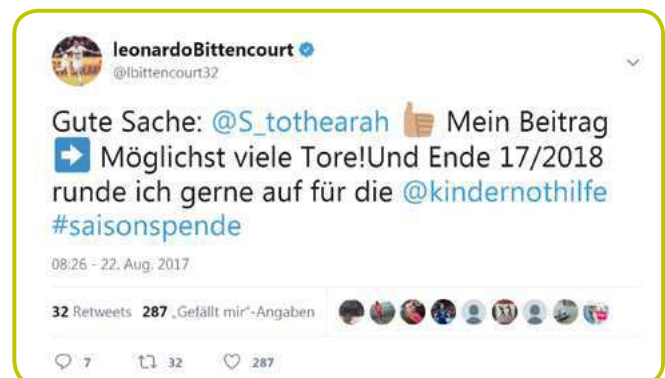 leonardoBittencourt
@lbittencourt32
Gute Sache: @S_tothearah 👍 Mein Beitrag
➡ Möglichst viele Tore!Und Ende 17/2018
runde ich gerne auf für die @kindernothilfe
#saisonspende
08:26 - 22. Aug. 2017
32 Retweets 287 „Gefällt mir“-Angaben
7 32 287